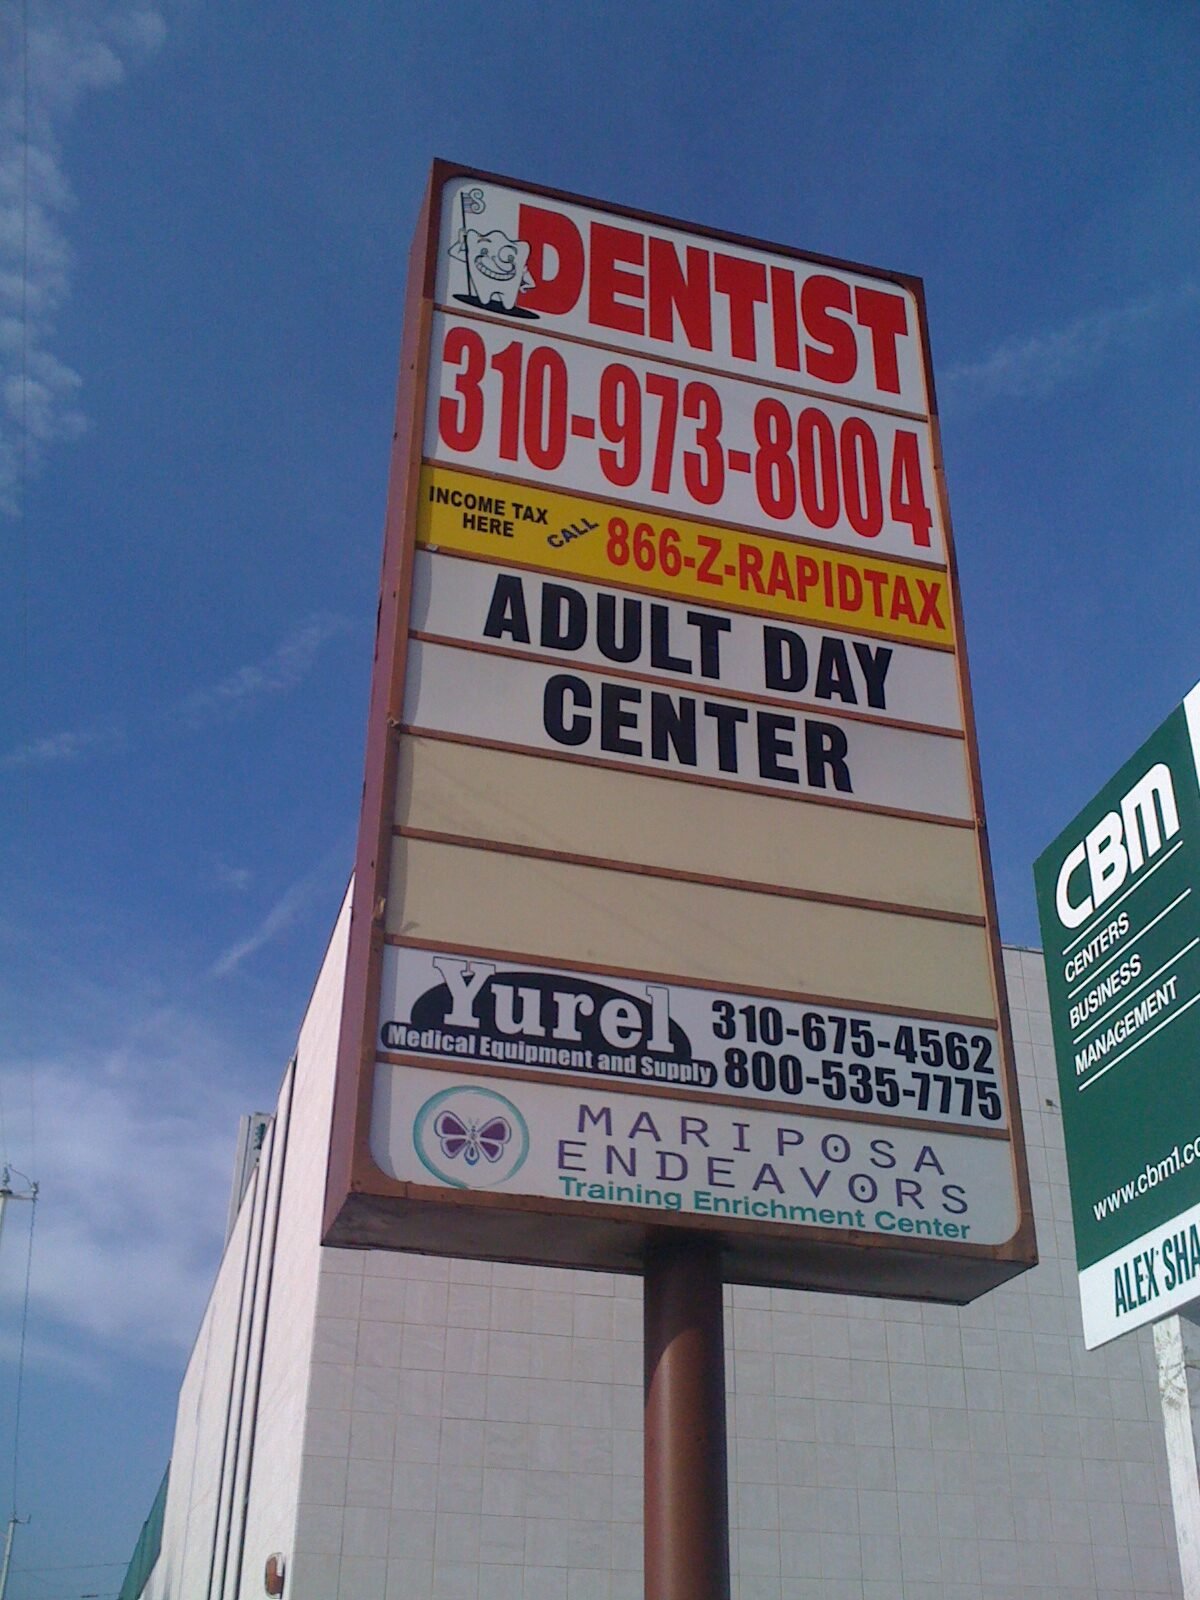 S
DENTIST
310-973-8004
INCOME TAX
HERE
CALL
866-Z-RAPIDTAX
ADULT DAY
CENTER
Yurel
Medical Equipment and Supply
310-675-4562
800-535-7775
MARIPOSA
ENDEAVORS
Training Enrichment Center
CBM
CENTERS
BUSINESS
MANAGEMENT
www.cbm1.co
ALEX SHA